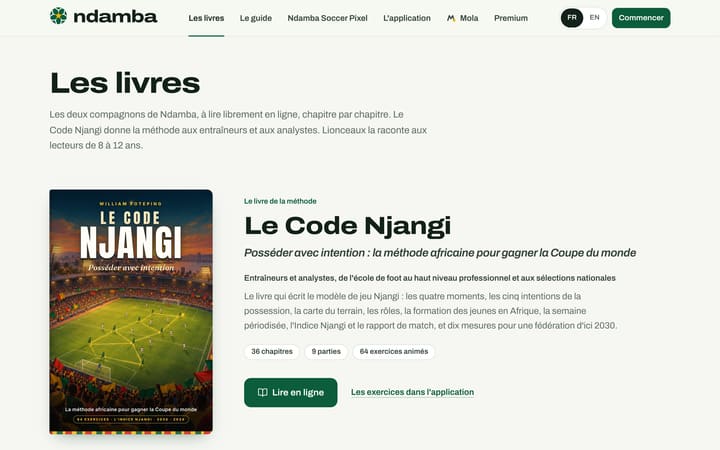 ndamba
Les livres
Le guide
Ndamba Soccer Pixel
L'application
Mola
Premium
FR
EN
Commencer
Les livres
Les deux compagnons de Ndamba, à lire librement en ligne, chapitre par chapitre. Le
Code Njangi donne la méthode aux entraîneurs et aux analystes. Lionceaux la raconte aux
lecteurs de 8 à 12 ans.
LE CODE
NJANGI
Posséder avec intention
La méthode africaine pour gagner la Coupe du monde
Le livre de la méthode
Le Code Njangi
Posséder avec intention : la méthode africaine pour gagner la Coupe du monde
Entraîneurs et analystes, de l'école de foot au haut niveau professionnel et aux sélections nationales
Le livre qui écrit le modèle de jeu Njangi : les quatre moments, les cinq intentions de la
possession, la carte du terrain, les rôles, la formation des jeunes en Afrique, la semaine
périodisée, l'Indice Njangi et le rapport de match, et dix mesures pour une fédération d'ici 2030.
36 chapitres
9 parties
64 exercices animés
Lire en ligne
Les exercices dans l'application